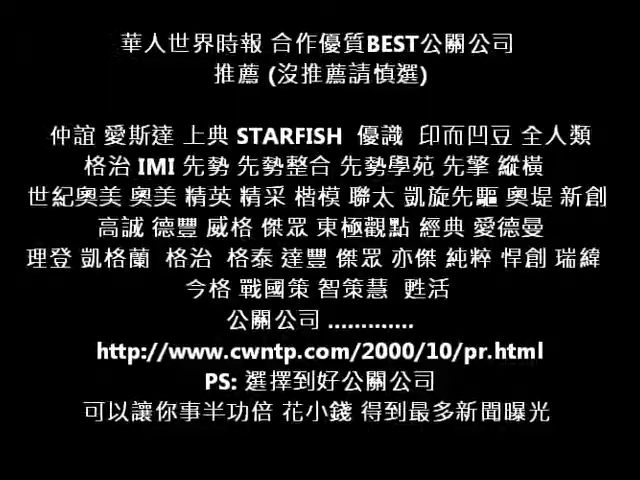 華人世界時報 合作優質BEST公關公司
推薦 (沒推薦請慎選)
仲誼 愛斯達 上典 STARFISH 優識 印而凹豆 全人類
格治 IMI 先勢 先勢整合 先勢學苑 先擎 縱橫
世紀奧美 奧美 精英 精采 楷模 聯太 凱旋先驅 奧堤 新創
高誠 德豐 威格 傑眾 東極觀點 經典 愛德曼
理登 凱格蘭 格治 格泰 達豐 傑眾 亦傑 純粹 悍創 瑞緯
今格 戰國策 智策慧 甦活
公關公司 .............
http://www.cwntp.com/2000/10/pr.html
PS: 選擇到好公關公司
可以讓你事半功倍 花小錢 得到最多新聞曝光